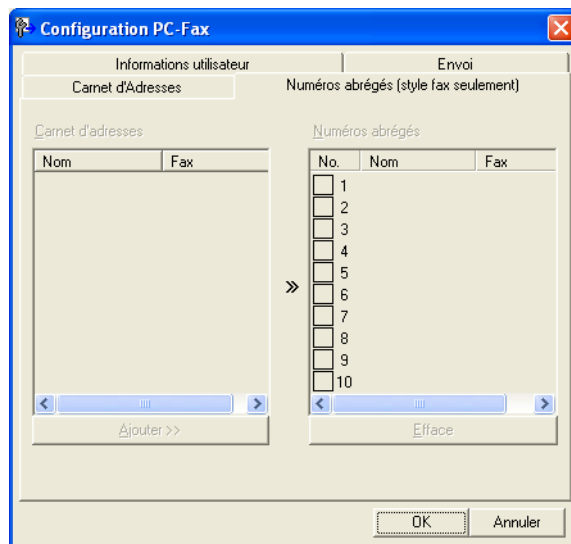 Configuration PC-Fax
Informations utilisateur Envoi
Carnet d'Adresses Numéros abrégés (style fax seulement)
Carnet d'adresses Numéros abrégés
Nom Fax No. Nom Fax
1
2
3
4
5
6
7
8
9
10
Ajouter >> Efface
OK Annuler